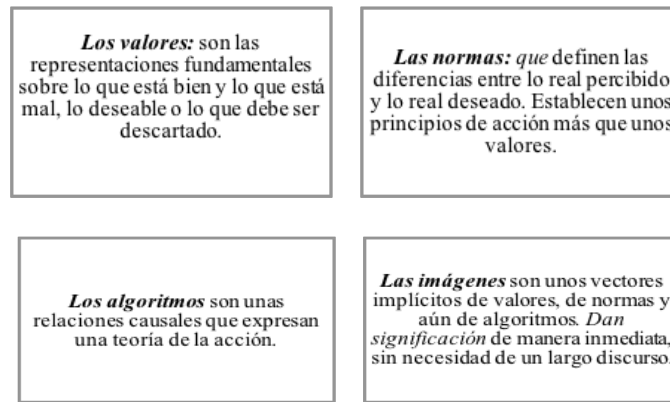 Los valores: son las
representaciones fundamentales
sobre lo que está bien y lo que está
mal, lo deseable o lo que debe ser
descartado.
Las normas: que definen las
diferencias entre lo real percibido
y lo real deseado. Establecen unos
principios de acción más que unos
valores.
Los algoritmos son unas
relaciones causales que expresan
una teoría de la acción.
Las imágenes son unos vectores
implícitos de valores, de normas y
aún de algoritmos. Dan
significación de manera inmediata,
sin necesidad de un largo discurso.